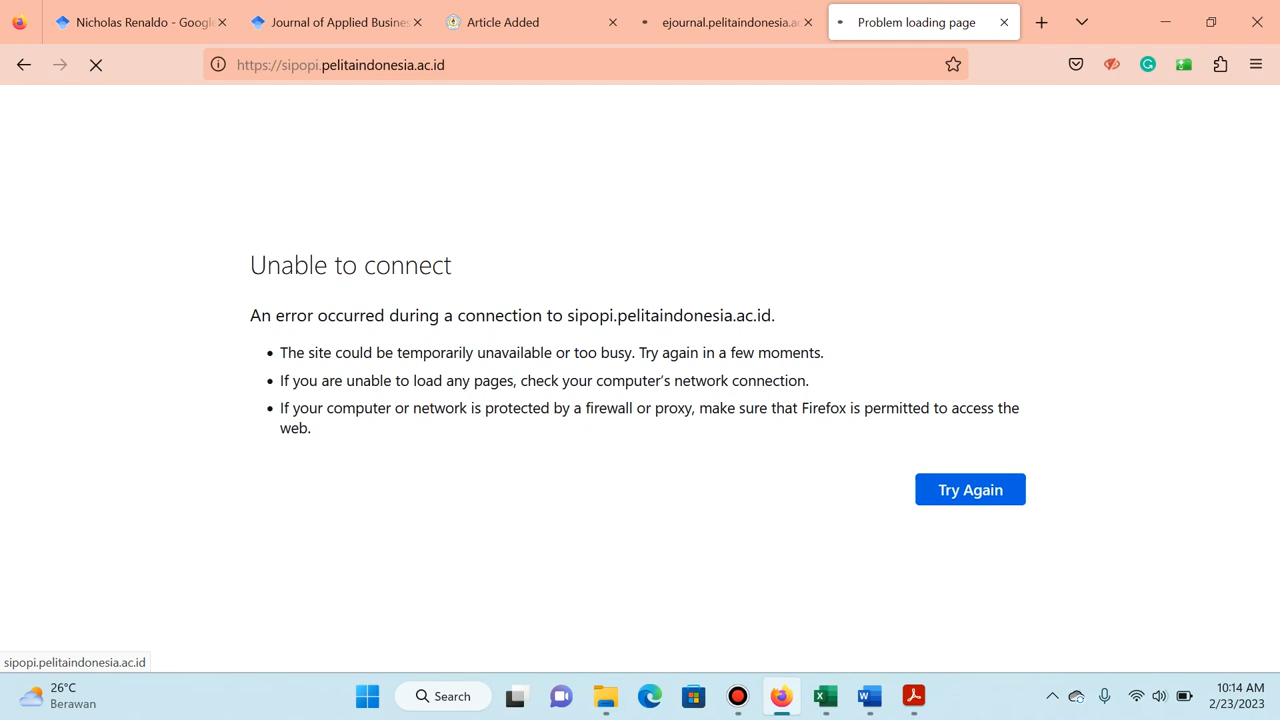 Nicholas Renaldo - Google
Journal of Applied Business
Article Added
ejournal.pelitaindonesia.ac
Problem loading page
https://sipopi.pelitaindonesia.ac.id
Unable to connect
An error occurred during a connection to sipopi.pelitaindonesia.ac.id.
• The site could be temporarily unavailable or too busy. Try again in a few moments.
• If you are unable to load any pages, check your computer’s network connection.
• If your computer or network is protected by a firewall or proxy, make sure that Firefox is permitted to access the
web.
Try Again
sipopi.pelitaindonesia.ac.id
26°C
Berawan
Search
10:14 AM
2/23/2023